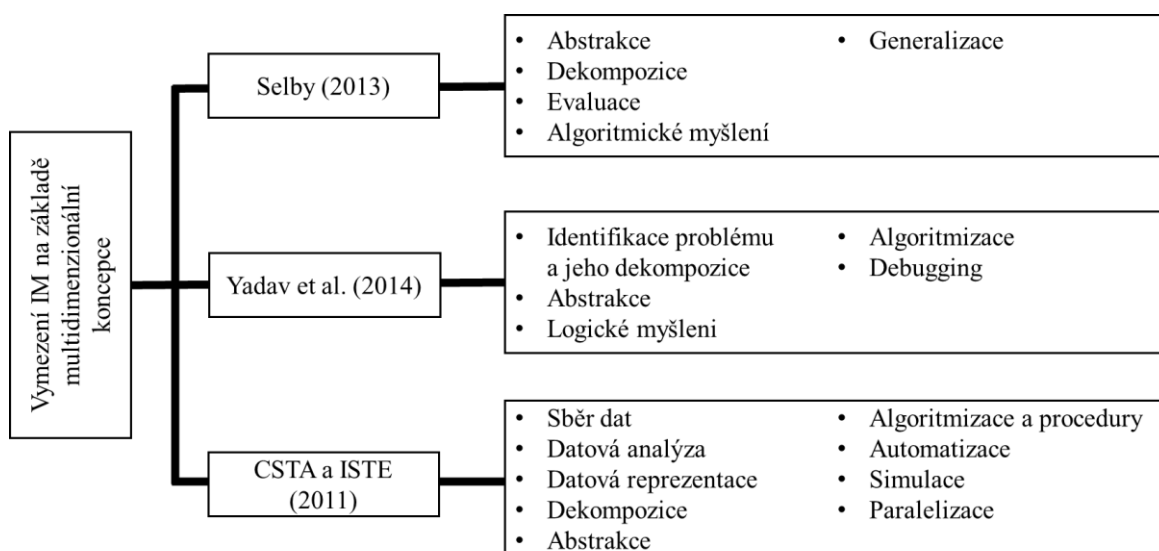 Vymezení IM na základě
multidimenzionální
koncepce
Selby (2013)
• Abstrakce
• Dekompozice
• Evaluace
• Algoritmické myšlení
• Generalizace
Yadav et al. (2014)
• Identifikace problému
a jeho dekompozice
• Abstrakce
• Logické myšleni
• Algoritmizace
• Debugging
CSTA a ISTE
(2011)
• Sběr dat
• Datová analýza
• Datová reprezentace
• Dekompozice
• Abstrakce
• Algoritmizace a procedury
• Automatizace
• Simulace
• Paralelizace